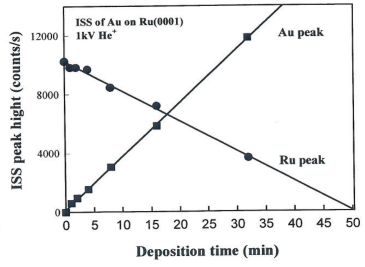 ISS of Au on Ru(0001)
1kV He+
Au peak
Ru peak
ISS peak hight (counts/s)
12000
8000
4000
0
0 5 10 15 20 25 30 35 40 45 50
Deposition time (min)